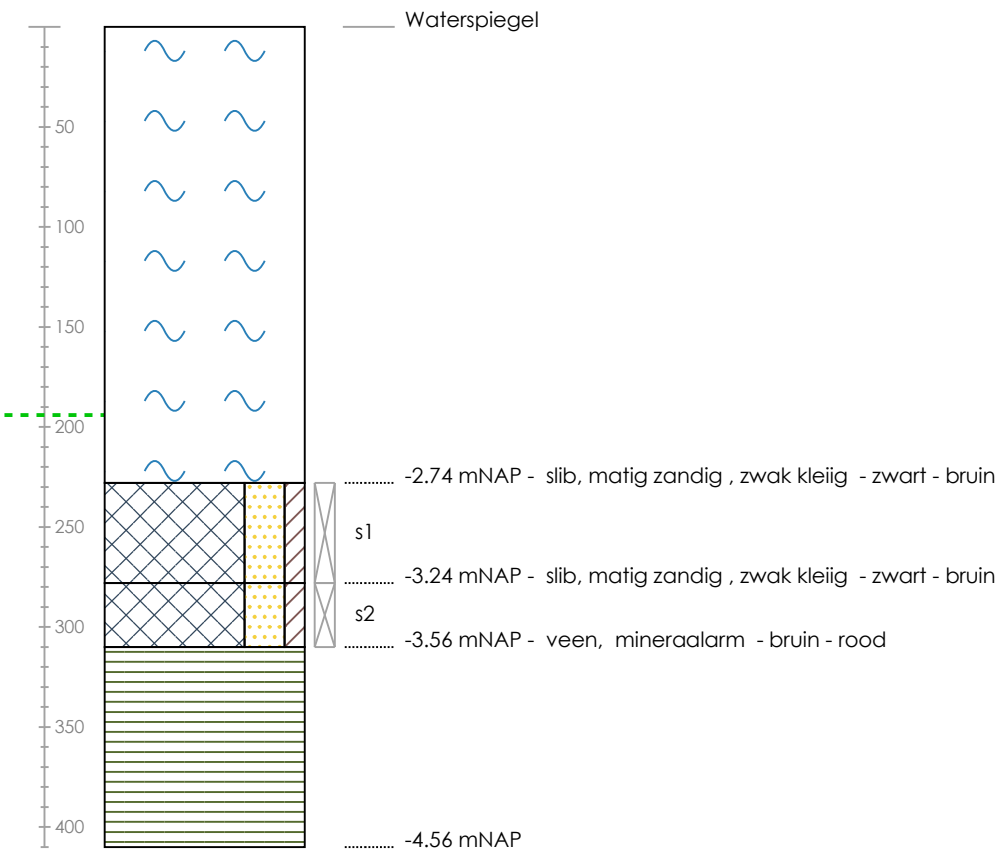 Waterspiegel
50
100
150
200
-2.74 mNAP - slib, matig zandig , zwak kleiig - zwart - bruin
250
s1
-3.24 mNAP - slib, matig zandig , zwak kleiig - zwart - bruin
s2
300
-3.56 mNAP - veen, mineraalarm - bruin - rood
350
400
-4.56 mNAP